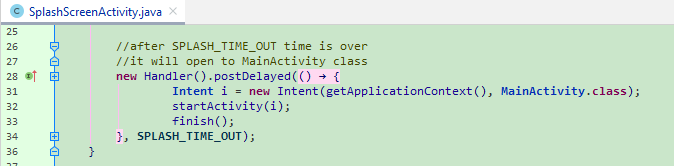 SplashScreenActivity.java
25
26 //after SPLASH_TIME_OUT time is over
27 //it will open to MainActivity class
28 new Handler().postDelayed(() → {
31 Intent i = new Intent(getApplicationContext(), MainActivity.class);
32 startActivity(i);
33 finish();
34 }, SPLASH_TIME_OUT);
36 }